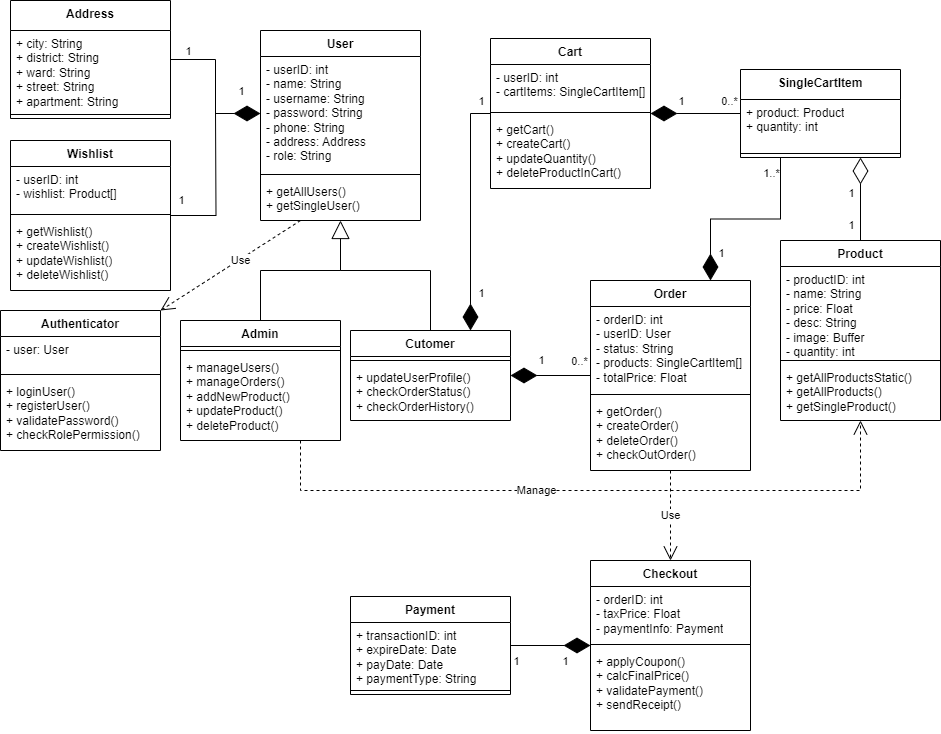 Address
+ city: String
+ district: String
+ ward: String
+ street: String
+ apartment: String
1
User
- userID: int
- name: String
- username: String
- password: String
- phone: String
- address: Address
- role: String
+ getAllUsers()
+ getSingleUser()
1
Wishlist
- userID: int
- wishlist: Product[]
+ getWishlist()
+ createWishlist()
+ updateWishlist()
+ deleteWishlist()
1
Use
Cart
- userID: int
- cartItems: SingleCartItem[]
+ getCart()
+ createCart()
+ updateQuantity()
+ deleteProductInCart()
1
1
0..*
SingleCartItem
+ product: Product
+ quantity: int
1..*
1
1
1
1
Product
- productID: int
- name: String
- price: Float
- desc: String
- image: Buffer
- quantity: int
+ getAllProductsStatic()
+ getAllProducts()
+ getSingleProduct()
Authenticator
- user: User
+ loginUser()
+ registerUser()
+ validatePassword()
+ checkRolePermission()
Admin
+ manageUsers()
+ manageOrders()
+ addNewProduct()
+ updateProduct()
+ deleteProduct()
Cutomer
+ updateUserProfile()
+ checkOrderStatus()
+ checkOrderHistory()
1
0..*
Order
- orderID: int
- userID: User
- status: String
- products: SingleCartItem[]
- totalPrice: Float
+ getOrder()
+ createOrder()
+ deleteOrder()
+ checkOutOrder()
Manage
Use
Payment
+ transactionID: int
+ expireDate: Date
+ payDate: Date
+ paymentType: String
1
1
Checkout
- orderID: int
- taxPrice: Float
- paymentInfo: Payment
+ applyCoupon()
+ calcFinalPrice()
+ validatePayment()
+ sendReceipt()